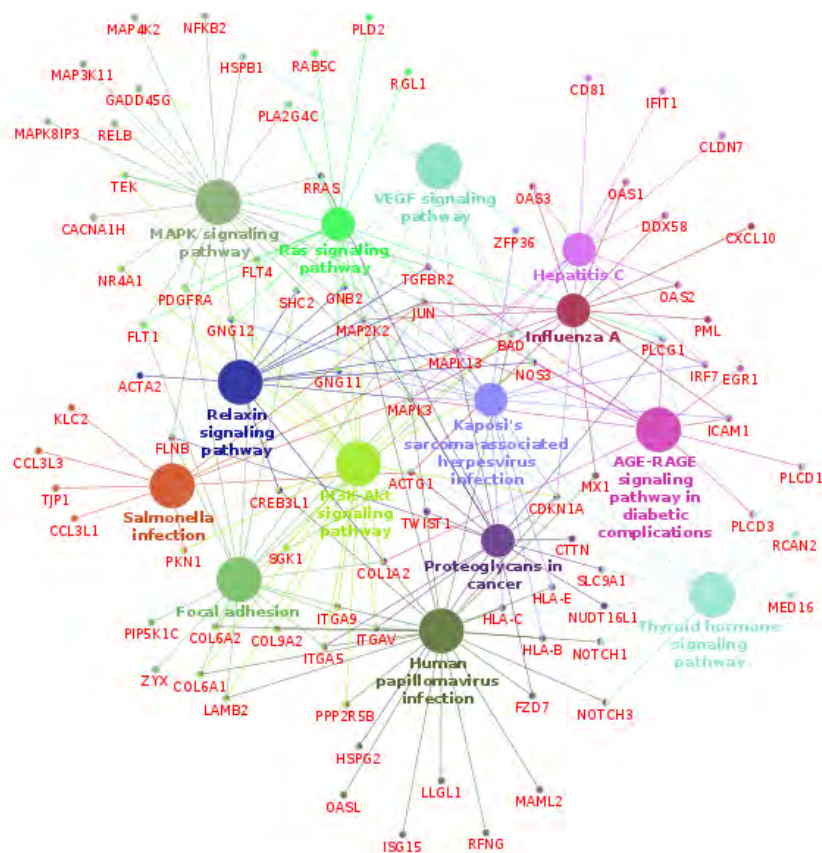 MAP4K2
NFKB2
PLD2
HSPB1
RAB5C
MAP3K11
RGL1
CD81
GADD45G
IFIT1
PLA2G4C
MAPK8IP3
RELB
CLDN7
TEK
RRAS
VEGF signaling
pathway
OAS3
OAS1
CACNA1H
MAPK signaling
pathway
Ras signaling
pathway
ZFP36
DDX58
CXCL10
NR4A1
FLT4
TGFBR2
Hepatitis C
PDGFRA
SHC2
GNB2
JUN
OAS2
FLT1
GNG12
MAP2K2
BAD
Influenza A
PML
PLCG1
ACTA2
GNG11
MAPK13
NOS3
IRF7
EGR1
KLC2
Relaxin
signaling
pathway
MAPK3
Kaposi's
sarcoma-associated
herpesvirus
infection
ICAM1
CCL3L3
FLNB
AGE-RAGE
signaling
pathway in
diabetic
complications
PLCD1
TJP1
CCL3L1
Salmonella
infection
CREB3L1
PI3K-Akt
signaling
pathway
ACTG1
MX1
CDKN1A
TWIST1
PLCD3
RCAN2
PKN1
SGK1
COL1A2
Proteoglycans in
cancer
CTTN
SLC9A1
Focal adhesion
HLA-E
MED16
PIP5K1C
COL6A2
COL9A2
ITGA9
ITGAV
HLA-C
NUDT16L1
Thyroid hormone
signaling
pathway
ITGA5
HLA-B
NOTCH1
ZYX
COL6A1
Human
papillomavirus
infection
LAMB2
PPP2R5B
FZD7
NOTCH3
HSPG2
OASL
LLGL1
MAML2
ISG15
RFNG